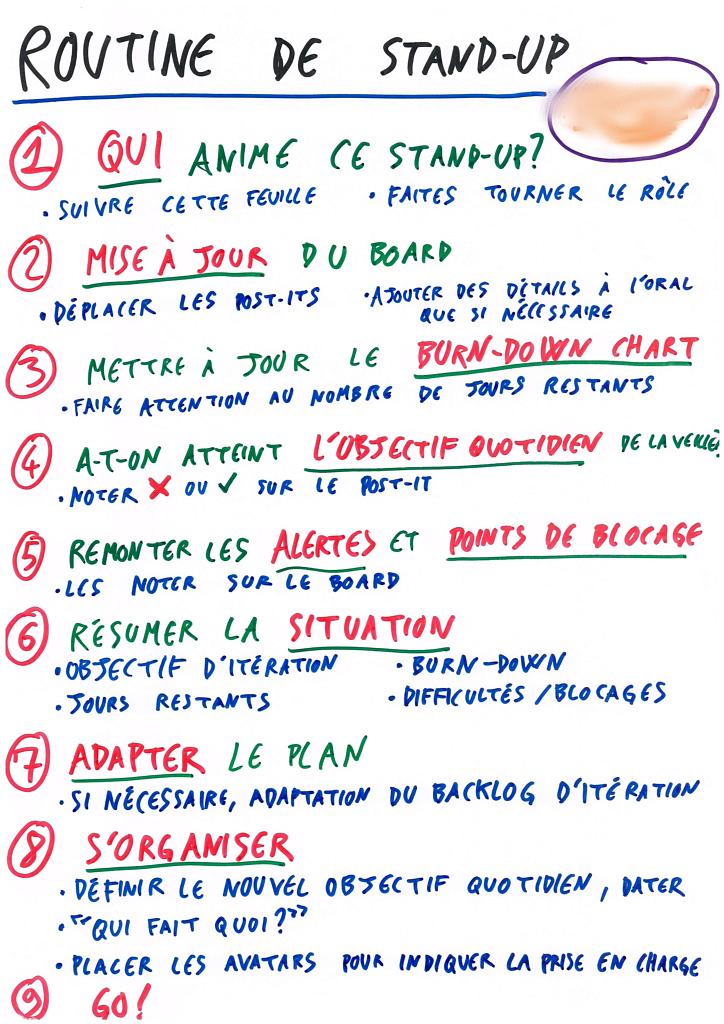 ROUTINE DE STAND-UP
1 QUI ANIME CE STAND-UP?
• SUIVRE CETTE FEUILLE • FAITES TOURNER LE RÔLE
2 MISE À JOUR DU BOARD
• DÉPLACER LES POST-ITS • AJOUTER DES DÉTAILS À L'ORAL
QUE SI NÉCESSAIRE
3 METTRE À JOUR LE BURN-DOWN CHART
• FAIRE ATTENTION AU NOMBRE DE JOURS RESTANTS
4 A-T-ON ATTEINT L'OBJECTIF QUOTIDIEN DE LA VEILLE?
• NOTER ✗ OU ✓ SUR LE POST-IT
5 REMONTER LES ALERTES ET POINTS DE BLOCAGE
• LES NOTER SUR LE BOARD
6 RÉSUMER LA SITUATION
• OBJECTIF D'ITÉRATION • BURN-DOWN
• JOURS RESTANTS • DIFFICULTÉS / BLOCAGES
7 ADAPTER LE PLAN
• SI NÉCESSAIRE, ADAPTATION DU BACKLOG D'ITÉRATION
8 S'ORGANISER
• DÉFINIR LE NOUVEL OBJECTIF QUOTIDIEN, DATER
• "QUI FAIT QUOI?"
• PLACER LES AVATARS POUR INDIQUER LA PRISE EN CHARGE
9 GO!